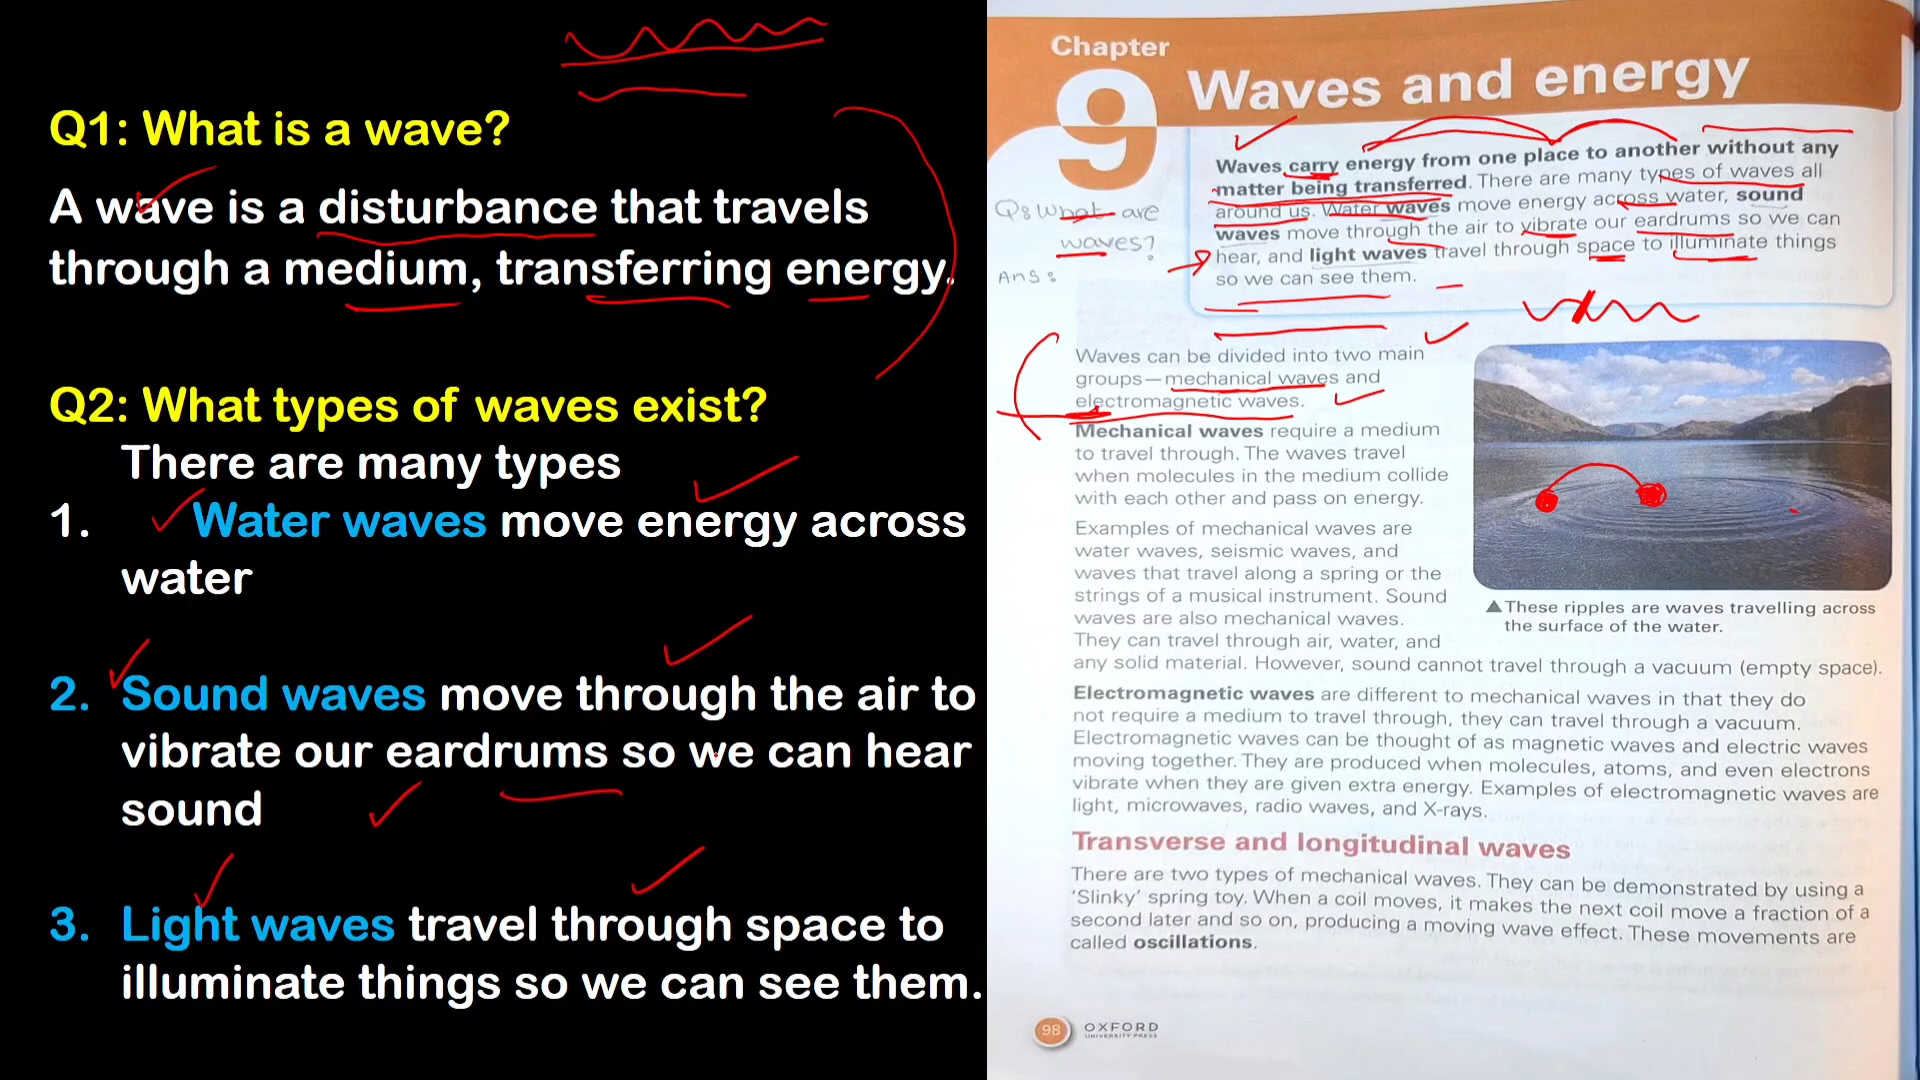 Q1: What is a wave?
A wave is a disturbance that travels
through a medium, transferring energy.
Q2: What types of waves exist?
There are many types
1. Water waves move energy across
water
2. Sound waves move through the air to
vibrate our eardrums so we can hear
sound
3. Light waves travel through space to
illuminate things so we can see them.
Chapter
9 Waves and energy
Waves carry energy from one place to another without any
matter being transferred. There are many types of waves all
around us. Water waves move energy across water, sound
waves move through the air to vibrate our eardrums so we can
hear, and light waves travel through space to illuminate things
so we can see them.
Q: What are
waves?
Ans:
Waves can be divided into two main
groups—mechanical waves and
electromagnetic waves.
Mechanical waves require a medium
to travel through. The waves travel
when molecules in the medium collide
with each other and pass on energy.
Examples of mechanical waves are
water waves, seismic waves, and
waves that travel along a spring or the
strings of a musical instrument. Sound
waves are also mechanical waves.
They can travel through air, water, and
any solid material. However, sound cannot travel through a vacuum (empty space).
▲These ripples are waves travelling across
the surface of the water.
Electromagnetic waves are different to mechanical waves in that they do
not require a medium to travel through, they can travel through a vacuum.
Electromagnetic waves can be thought of as magnetic waves and electric waves
moving together. They are produced when molecules, atoms, and even electrons
vibrate when they are given extra energy. Examples of electromagnetic waves are
light, microwaves, radio waves, and X-rays.
Transverse and longitudinal waves
There are two types of mechanical waves. They can be demonstrated by using a
'Slinky' spring toy. When a coil moves, it makes the next coil move a fraction of a
second later and so on, producing a moving wave effect. These movements are
called oscillations.
98 OXFORD
UNIVERSITY PRESS